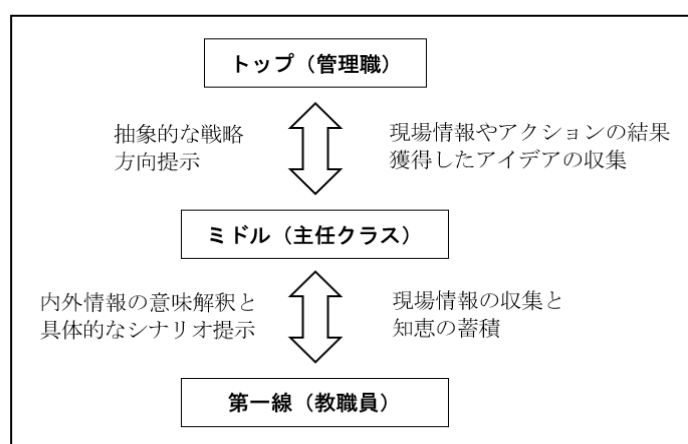 トップ（管理職）
抽象的な戦略
方向提示
現場情報やアクションの結果
獲得したアイデアの収集
ミドル（主任クラス）
内外情報の意味解釈と
具体的なシナリオ提示
現場情報の収集と
知恵の蓄積
第一線（教職員）